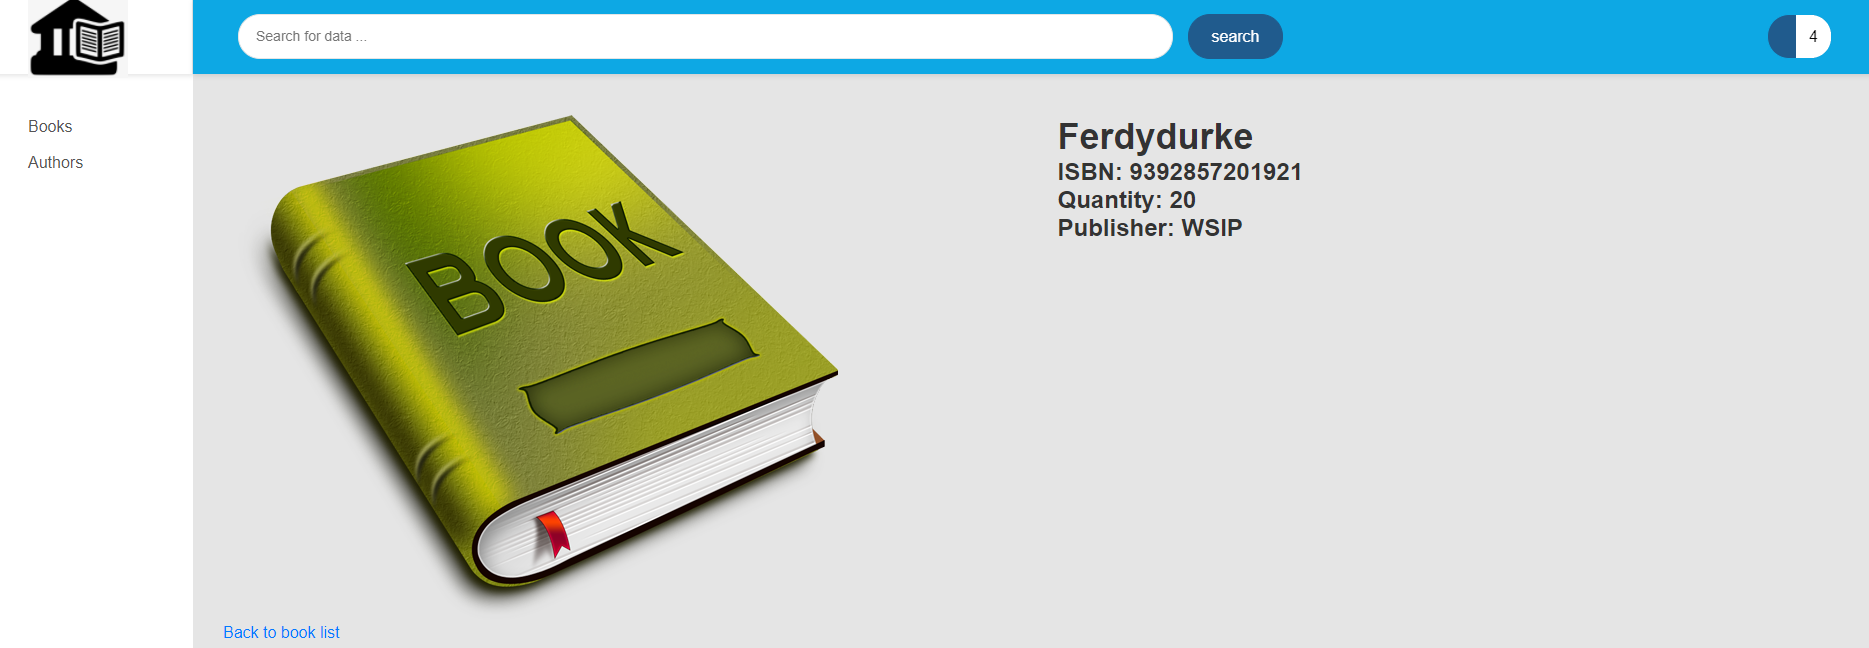 Search for data ...
search
4
Books
Authors
BOOK
Ferdydurke
ISBN: 9392857201921
Quantity: 20
Publisher: WSIP
Back to book list